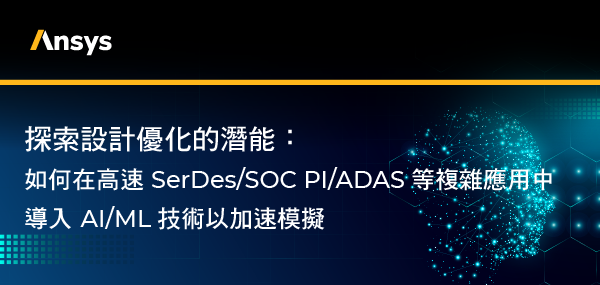 Ansys
探索設計優化的潛能：
如何在高速 SerDes/SOC PI/ADAS 等複雜應用中
導入 AI/ML 技術以加速模擬